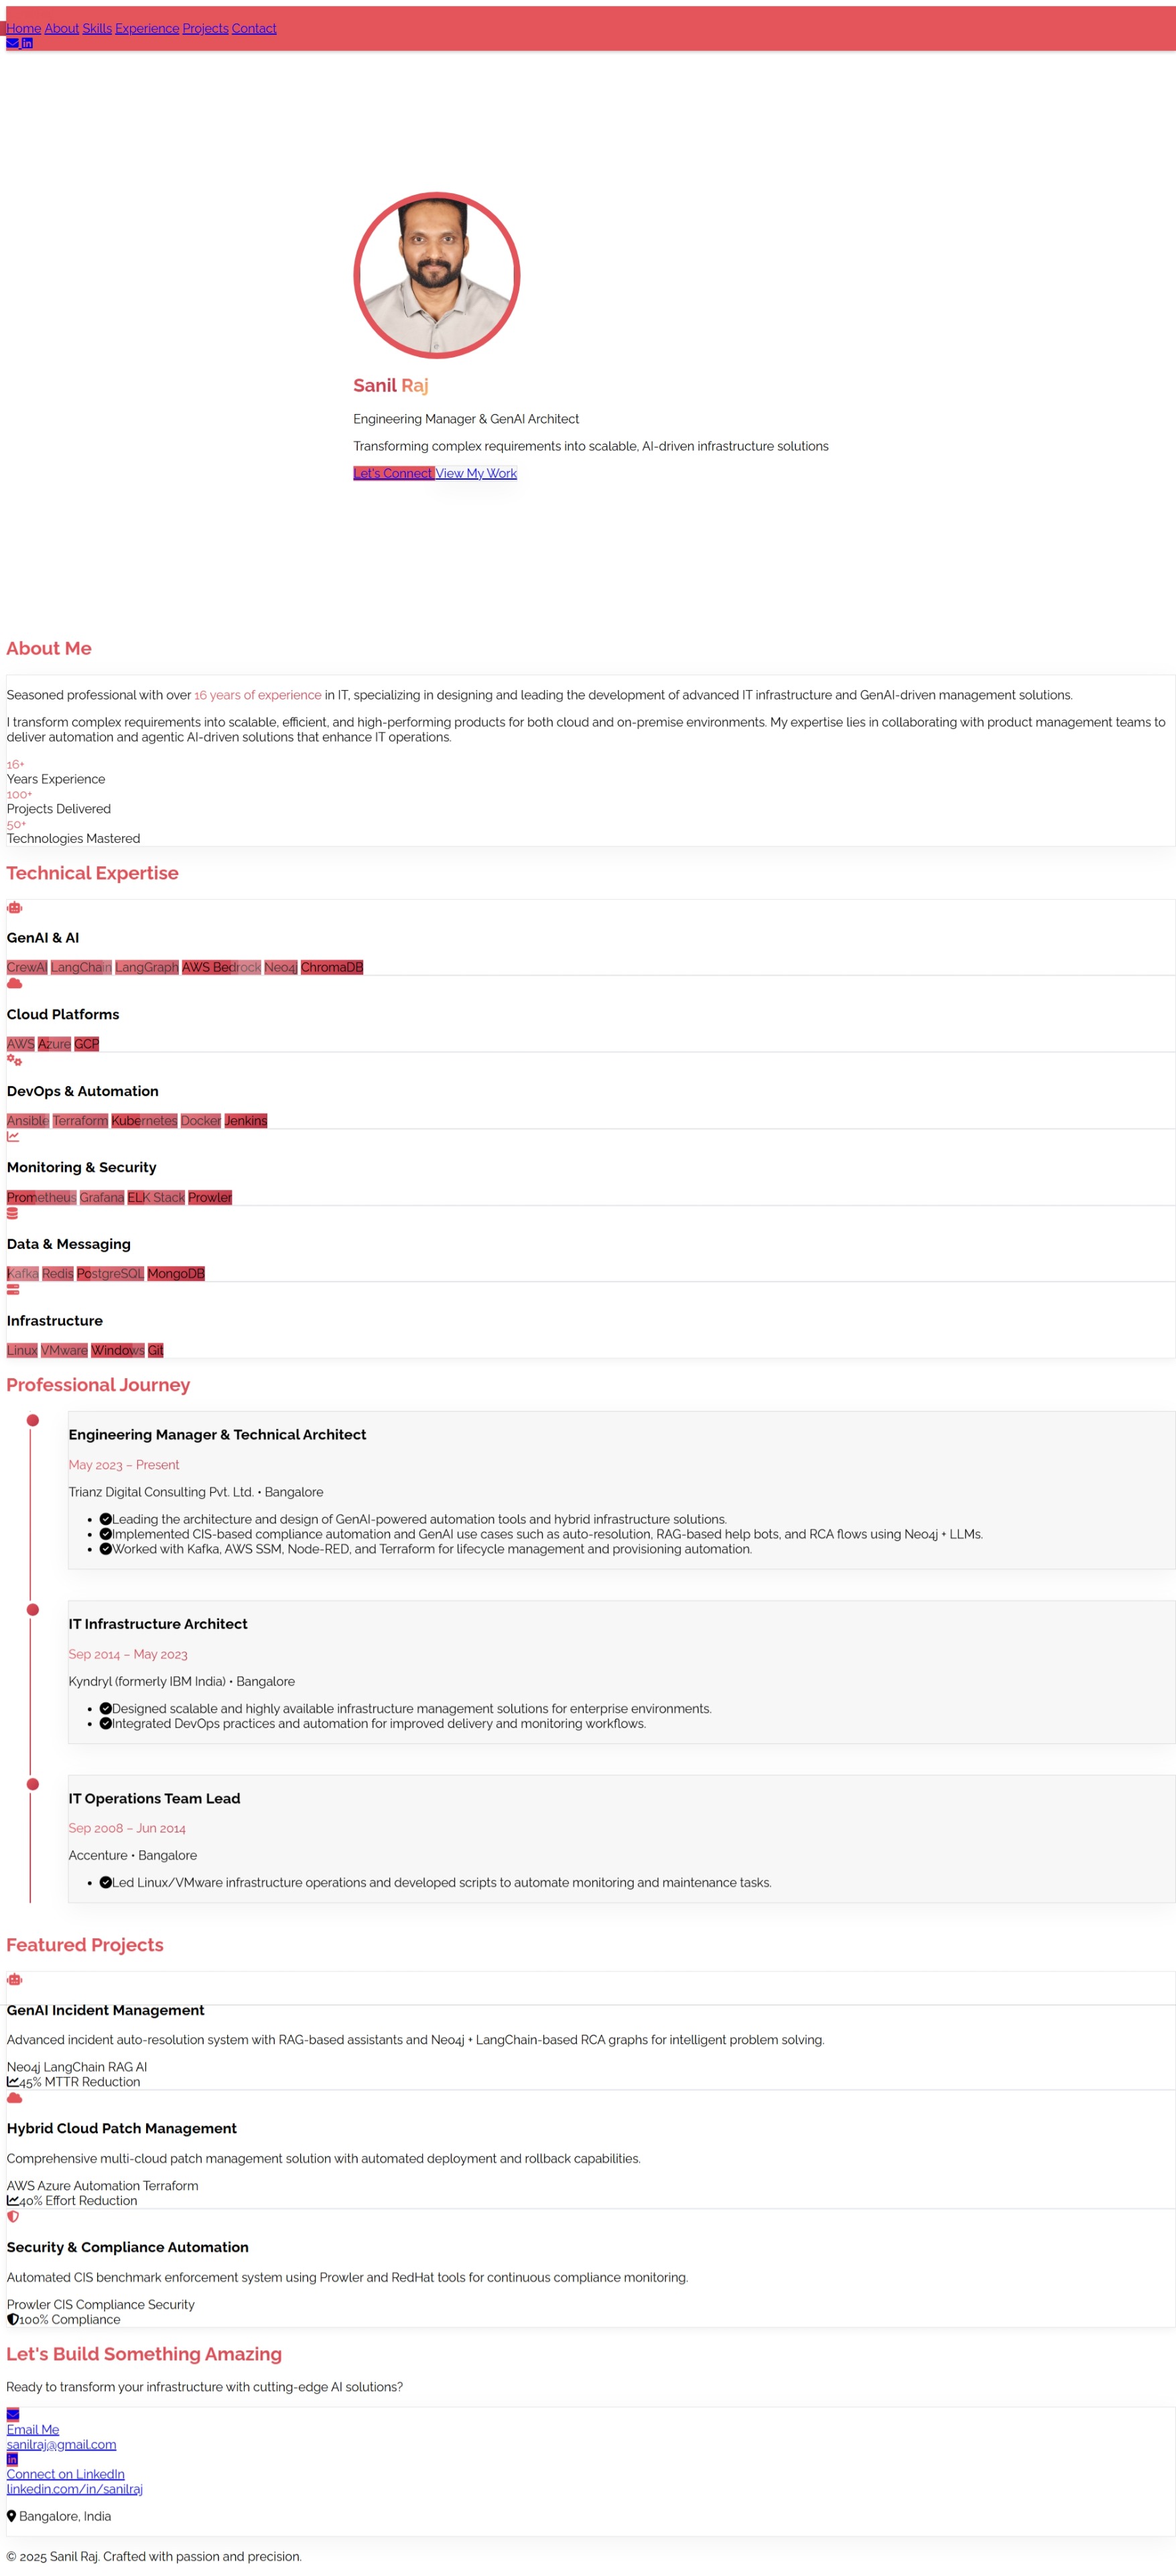 Home About Skills Experience Projects Contact
Sanil Raj
Engineering Manager & GenAI Architect
Transforming complex requirements into scalable, AI-driven infrastructure solutions
Let's Connect View My Work
About Me
Seasoned professional with over 16 years of experience in IT, specializing in designing and leading the development of advanced IT infrastructure and GenAI-driven management solutions.
I transform complex requirements into scalable, efficient, and high-performing products for both cloud and on-premise environments. My expertise lies in collaborating with product management teams to
deliver automation and agentic AI-driven solutions that enhance IT operations.
16+
Years Experience
100+
Projects Delivered
50+
Technologies Mastered
Technical Expertise
GenAI & AI
CrewAI LangChain LangGraph AWS Bedrock Neo4j ChromaDB
Cloud Platforms
AWS Azure GCP
DevOps & Automation
Ansible Terraform Kubernetes Docker Jenkins
Monitoring & Security
Prometheus Grafana ELK Stack Prowler
Data & Messaging
Kafka Redis PostgreSQL MongoDB
Infrastructure
Linux VMware Windows Git
Professional Journey
Engineering Manager & Technical Architect
May 2023 – Present
Trianz Digital Consulting Pvt. Ltd. • Bangalore
• Leading the architecture and design of GenAI-powered automation tools and hybrid infrastructure solutions.
• Implemented CIS-based compliance automation and GenAI use cases such as auto-resolution, RAG-based help bots, and RCA flows using Neo4j + LLMs.
• Worked with Kafka, AWS SSM, Node-RED, and Terraform for lifecycle management and provisioning automation.
IT Infrastructure Architect
Sep 2014 – May 2023
Kyndryl (formerly IBM India) • Bangalore
• Designed scalable and highly available infrastructure management solutions for enterprise environments.
• Integrated DevOps practices and automation for improved delivery and monitoring workflows.
IT Operations Team Lead
Sep 2008 – Jun 2014
Accenture • Bangalore
• Led Linux/VMware infrastructure operations and developed scripts to automate monitoring and maintenance tasks.
Featured Projects
GenAI Incident Management
Advanced incident auto-resolution system with RAG-based assistants and Neo4j + LangChain-based RCA graphs for intelligent problem solving.
Neo4j LangChain RAG AI
45% MTTR Reduction
Hybrid Cloud Patch Management
Comprehensive multi-cloud patch management solution with automated deployment and rollback capabilities.
AWS Azure Automation Terraform
40% Effort Reduction
Security & Compliance Automation
Automated CIS benchmark enforcement system using Prowler and RedHat tools for continuous compliance monitoring.
Prowler CIS Compliance Security
100% Compliance
Let's Build Something Amazing
Ready to transform your infrastructure with cutting-edge AI solutions?
Email Me
sanilraj@gmail.com
Connect on LinkedIn
linkedin.com/in/sanilraj
Bangalore, India
© 2025 Sanil Raj. Crafted with passion and precision.